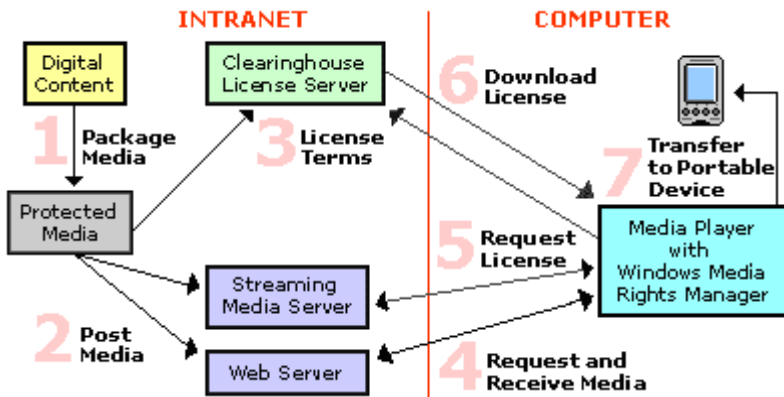 INTRANET
COMPUTER
Digital
Content
Clearinghouse
License Server
6 Download
License
1 Package
Media
3 License
Terms
7 Transfer
to Portable
Device
Protected
Media
5 Request
License
Media Player
with
Windows Media
Rights Manager
Streaming
Media Server
2 Post
Media
Web Server
4 Request and
Receive Media